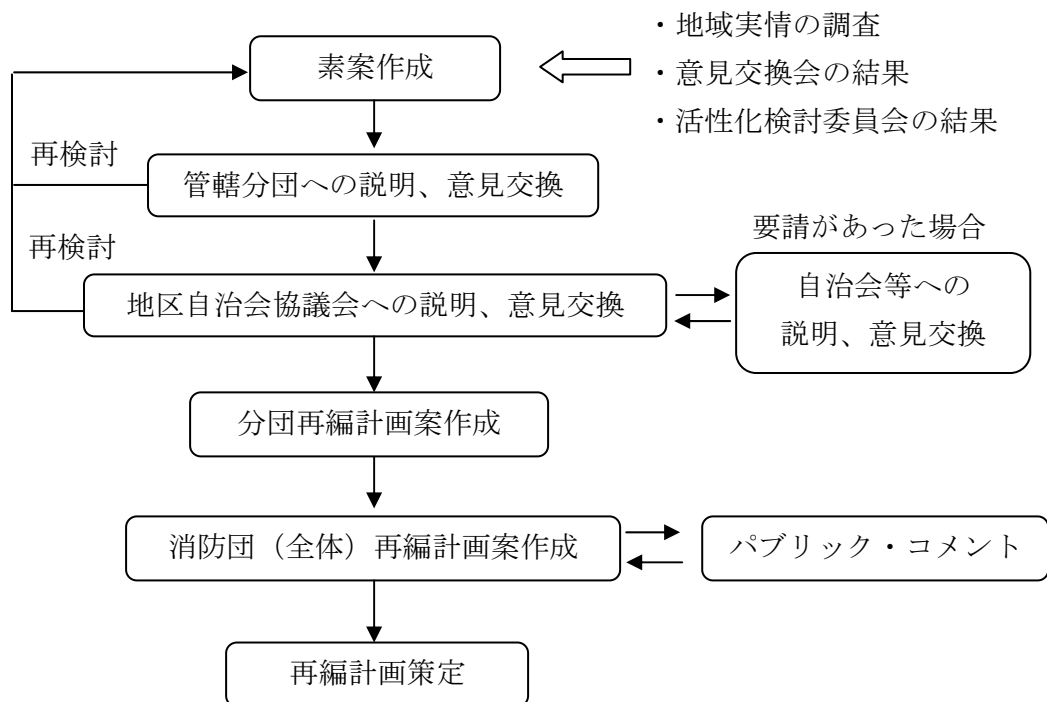 ・地域実情の調査
素案作成
・意見交換会の結果
・活性化検討委員会の結果
再検討
管轄分団への説明、意見交換
再検討
要請があった場合
地区自治会協議会への説明、意見交換
自治会等への
説明、意見交換
分団再編計画案作成
消防団（全体）再編計画案作成
パブリック・コメント
再編計画策定